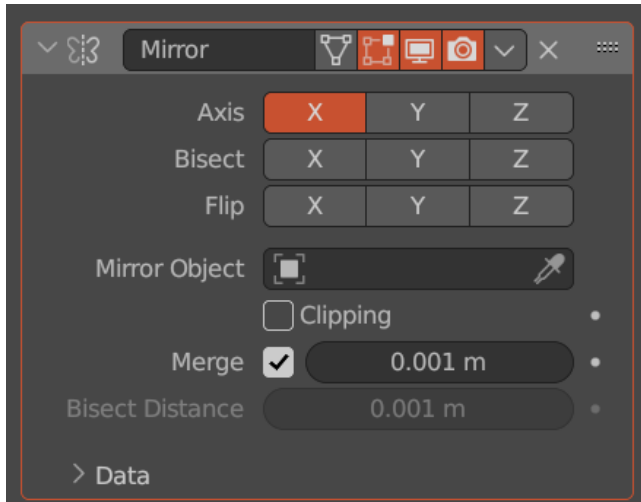 Mirror
Axis X Y Z
Bisect X Y Z
Flip X Y Z
Mirror Object
Clipping
Merge 0.001 m
Bisect Distance 0.001 m
Data